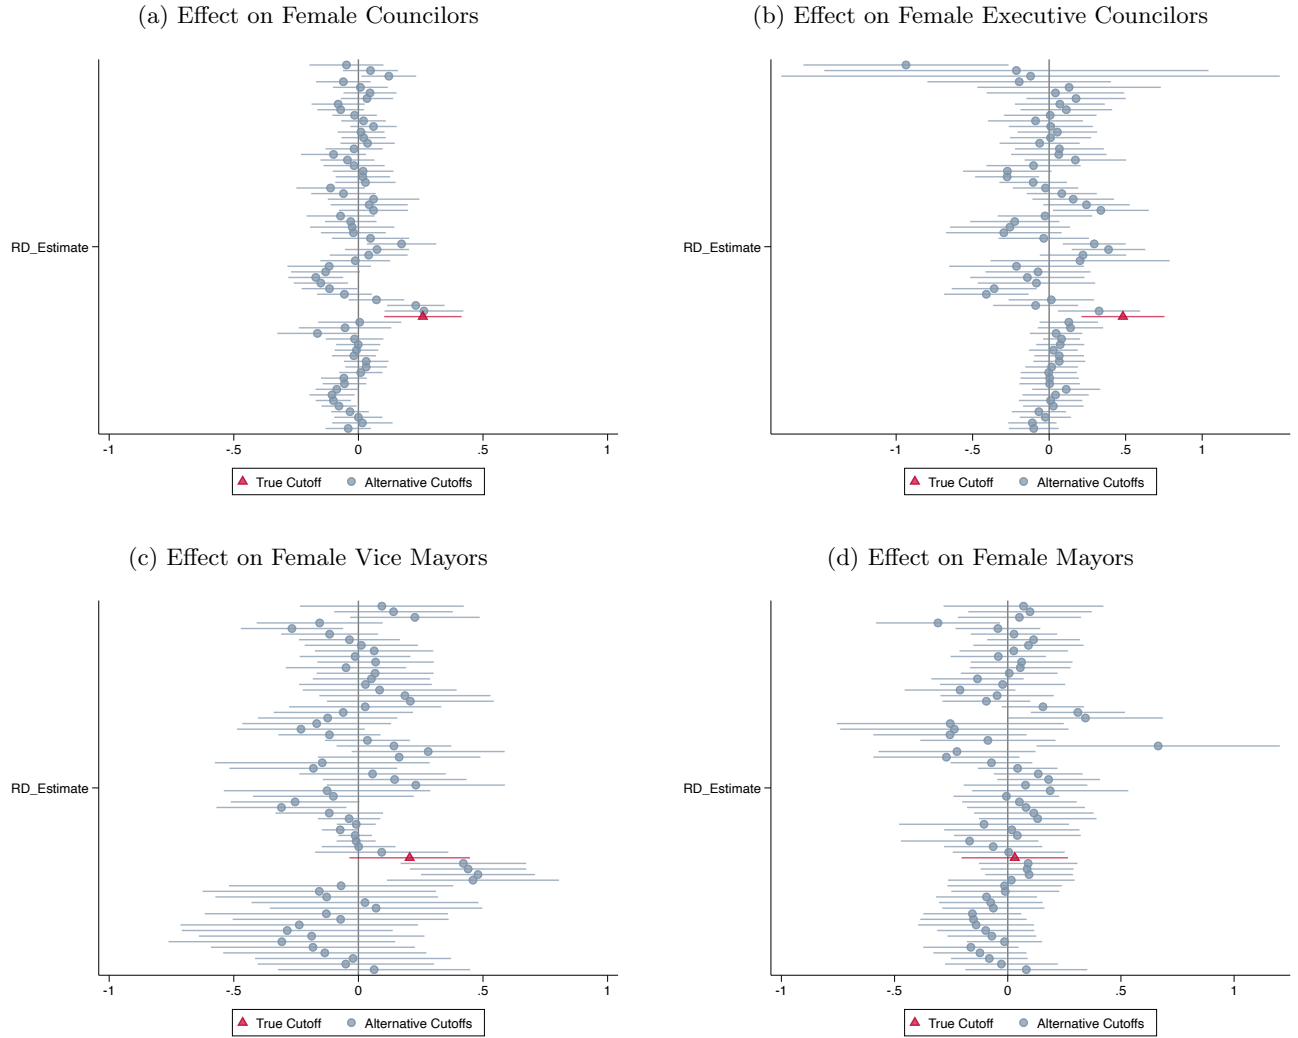 (a) Effect on Female Councilors
RD_Estimate
-1 -.5 0 .5 1
True Cutoff Alternative Cutoffs
(b) Effect on Female Executive Councilors
RD_Estimate
-1 -.5 0 .5 1
True Cutoff Alternative Cutoffs
(c) Effect on Female Vice Mayors
RD_Estimate
-1 -.5 0 .5 1
True Cutoff Alternative Cutoffs
(d) Effect on Female Mayors
RD_Estimate
-1 -.5 0 .5 1
True Cutoff Alternative Cutoffs